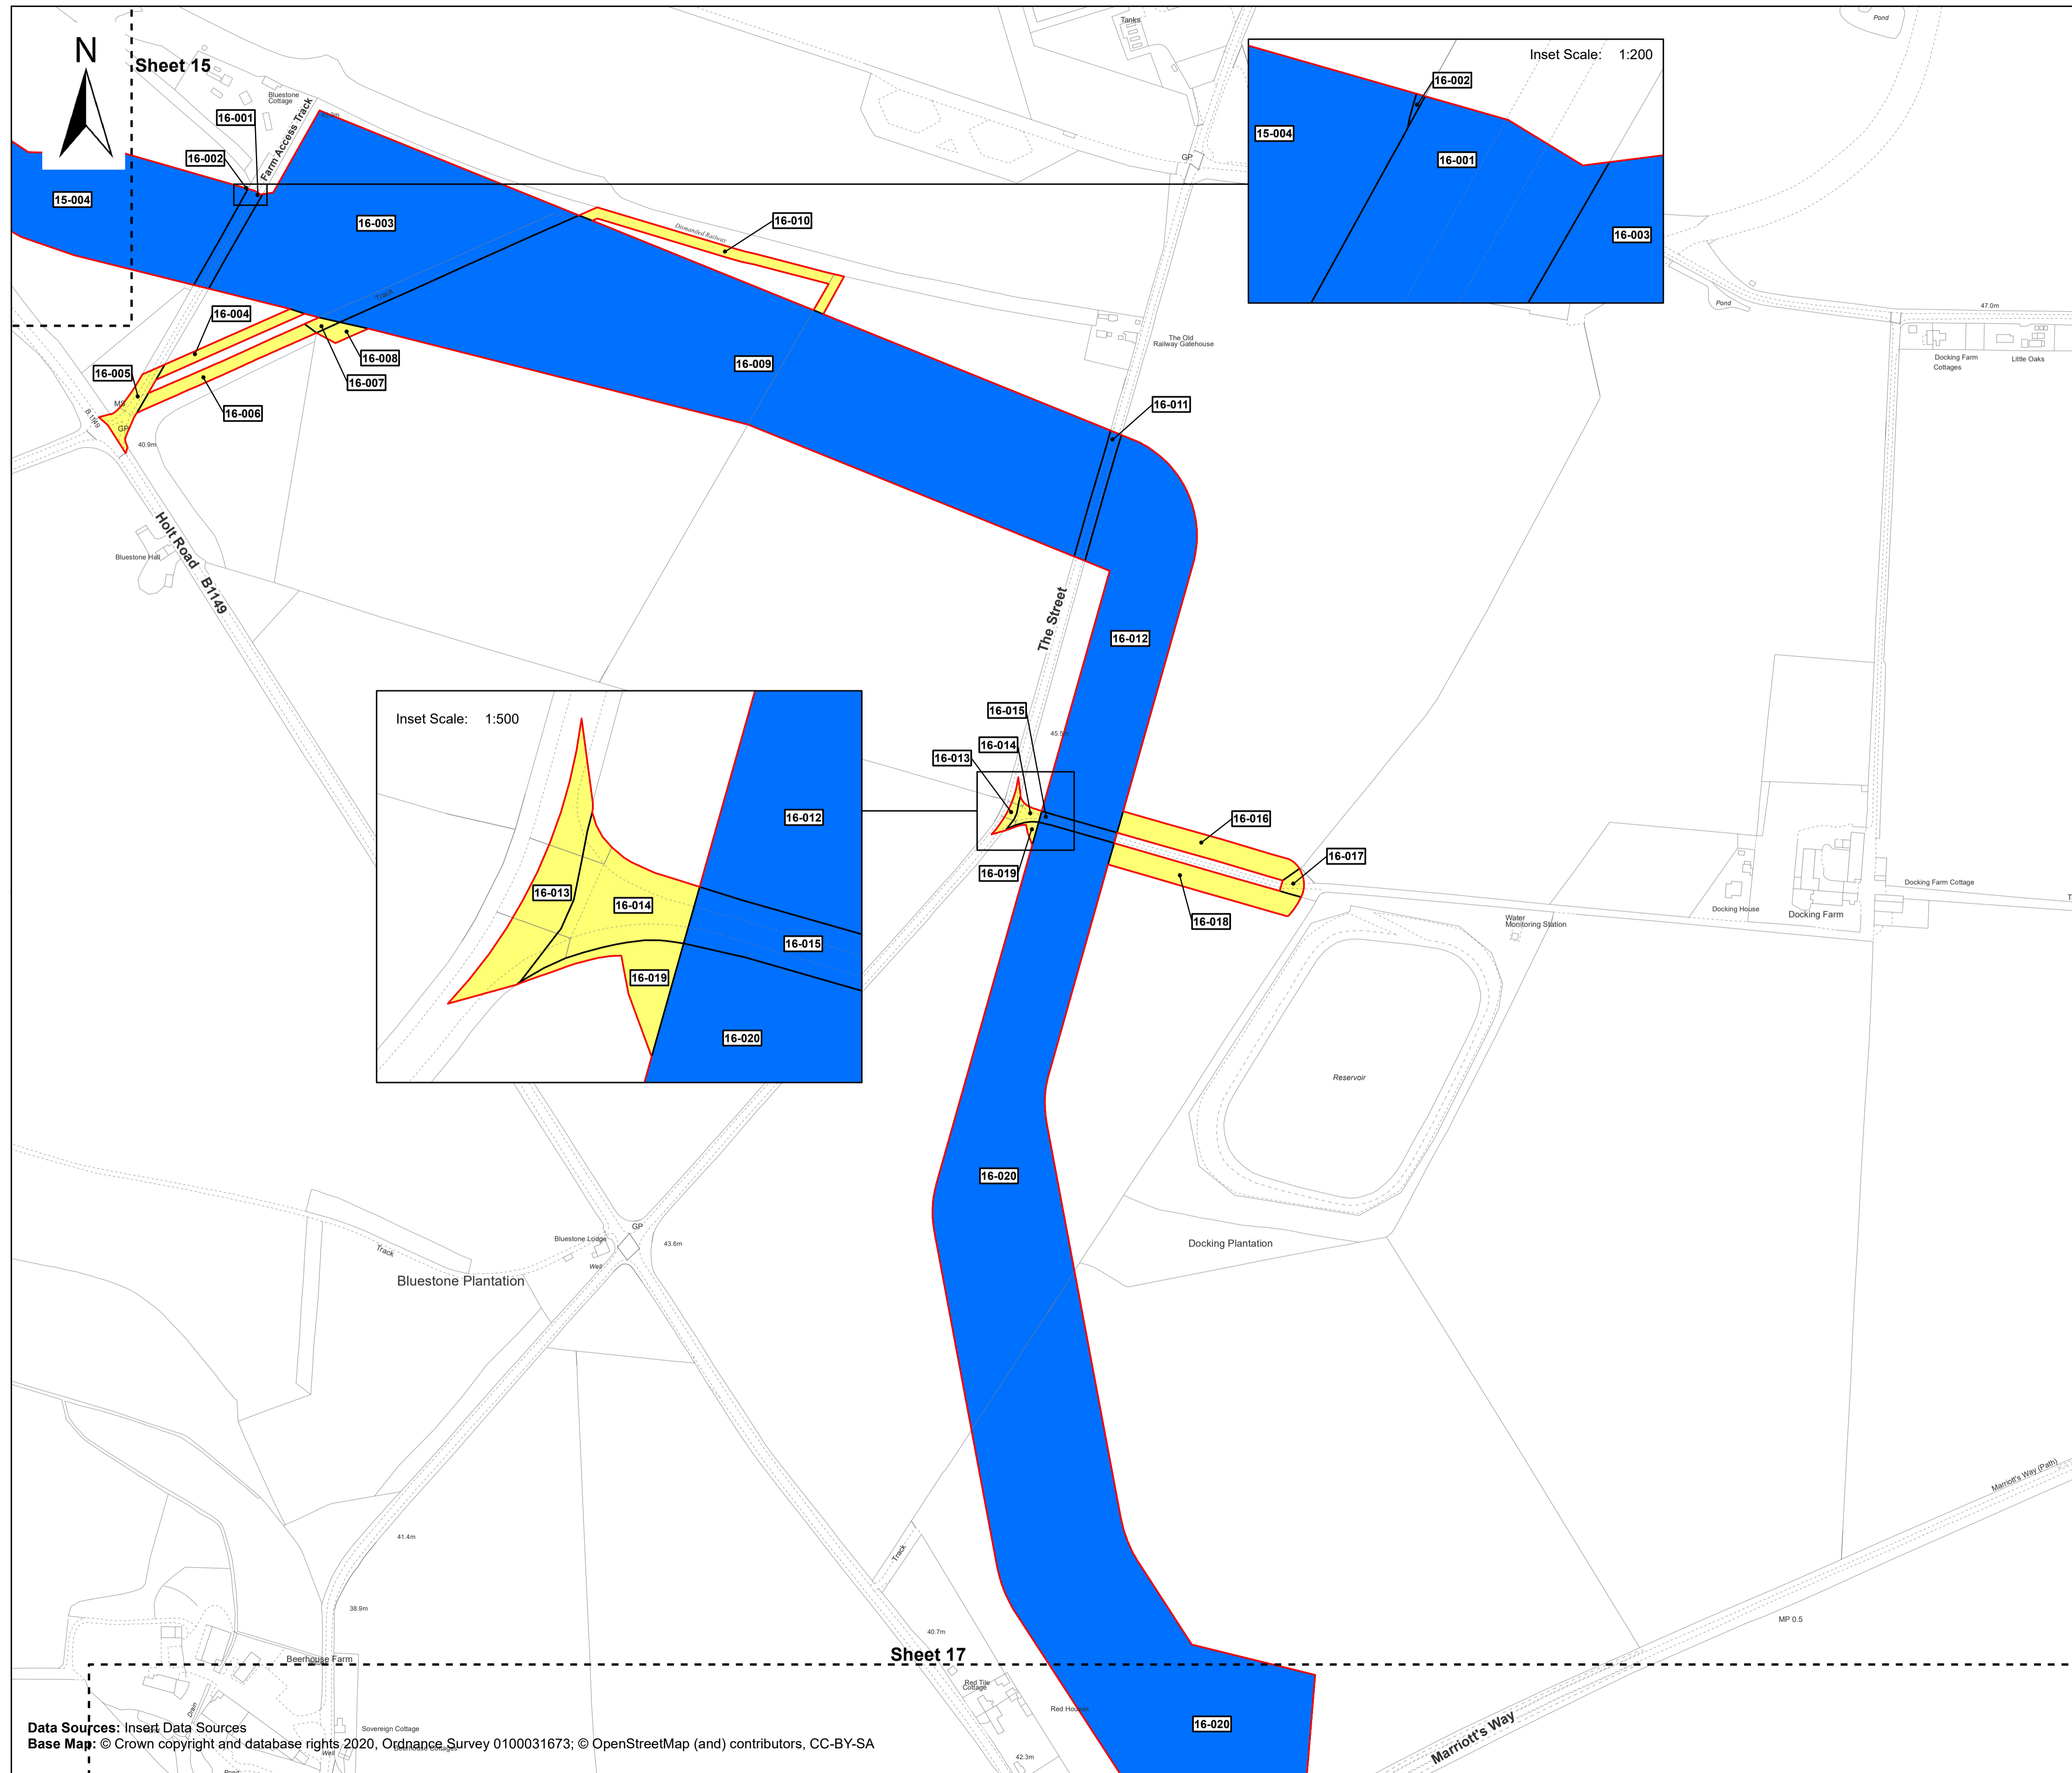 Tanks
Pond
N
Sheet 15
Inset Scale: 1:200
16-002
15-004
16-001
16-003
Bluestone
Cottage
Farm Access Track
16-001
16-002
GP
15-004
16-003
16-010
Dismantled Railway
Track
16-004
16-005
16-006
16-007
16-008
MS
GP
B 1149
40.9m
The Old
Railway Gatehouse
Pond
47.0m
Docking Farm
Cottages
Little Oaks
16-009
16-011
Holt Road B1149
Bluestone Hall
The Street
16-012
Inset Scale: 1:500
16-012
16-013
16-014
16-015
16-019
16-020
16-015
16-014
16-013
16-019
16-016
16-017
16-018
Docking Farm Cottage
Docking House
Docking Farm
Water
Monitoring Station
Reservoir
16-020
Docking Plantation
GP
Bluestone Lodge
43.6m
Well
Track
Bluestone Plantation
Marriott's Way (Path)
41.4m
Track
38.9m
MP 0.5
40.7m
Sheet 17
Beerhouse Farm
Red Tile
Cottage
Drain
Sovereign Cottage
16-020
Marriott's Way
Data Sources: Insert Data Sources
Base Map: © Crown copyright and database rights 2020, Ordnance Survey 0100031673; © OpenStreetMap (and) contributors, CC-BY-SA
Well
42.3m
Pond